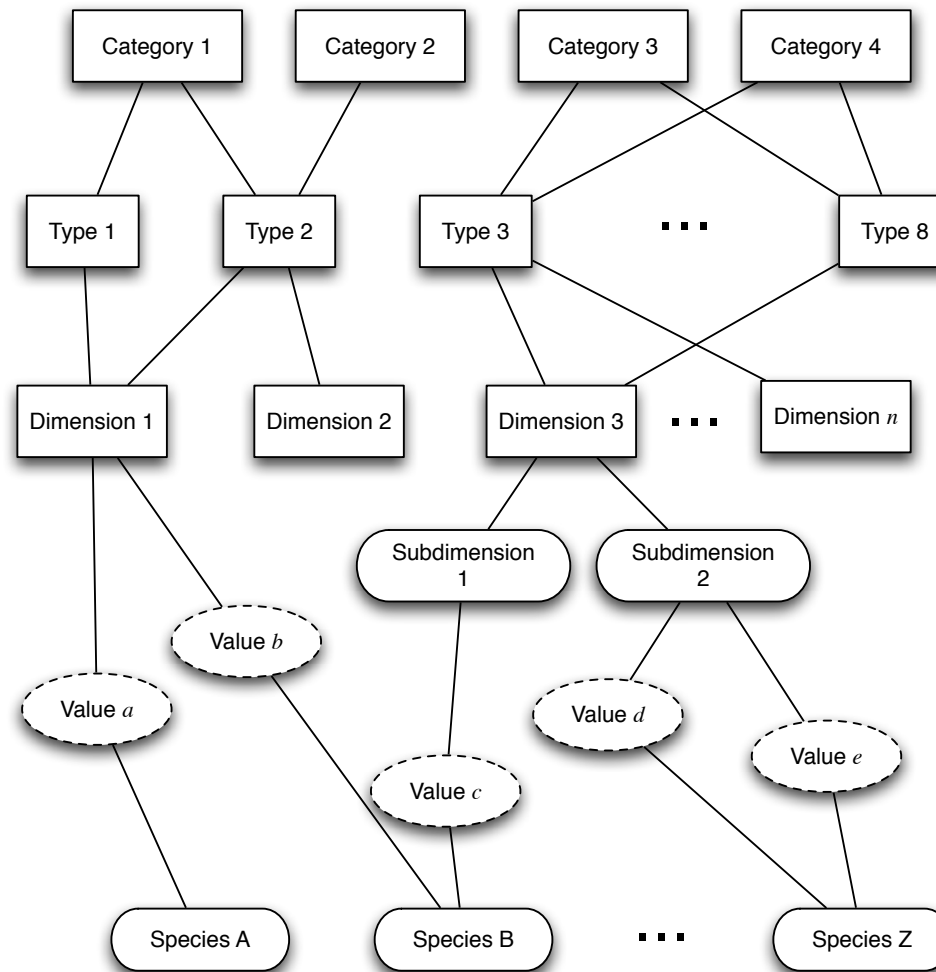 Category 1
Category 2
Category 3
Category 4
Type 1
Type 2
Type 3
...
Type 8
Dimension 1
Dimension 2
Dimension 3
...
Dimension n
Subdimension
1
Subdimension
2
Value b
Value a
Value d
Value e
Value c
Species A
Species B
...
Species Z